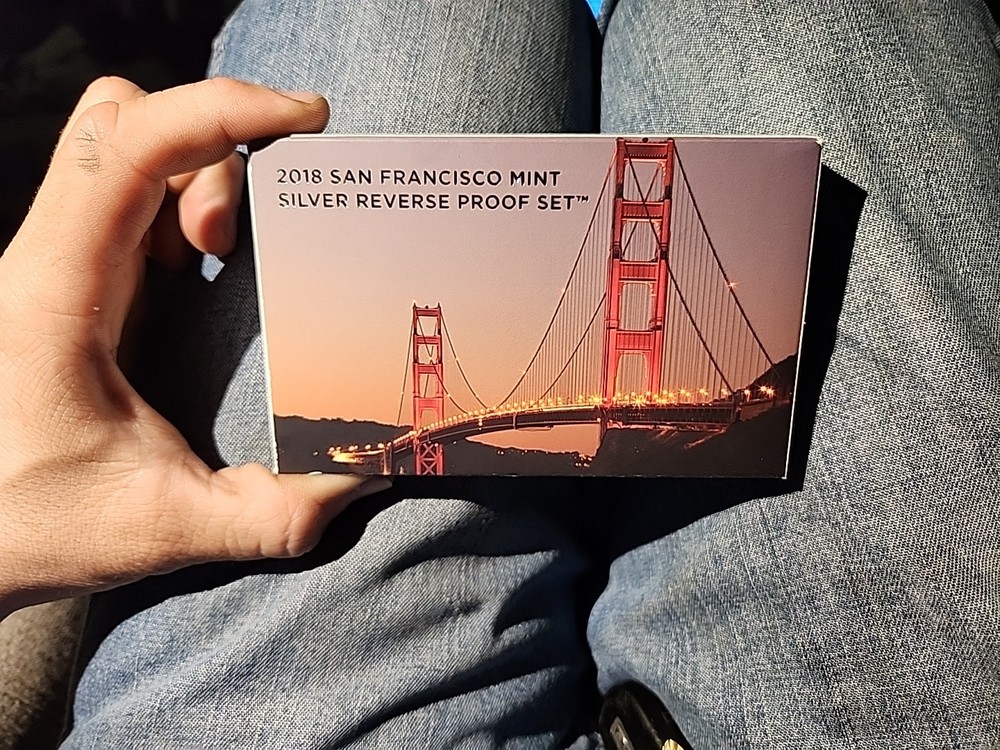 2018 SAN FRANCISCO MINT
SILVER REVERSE PROOF SET™